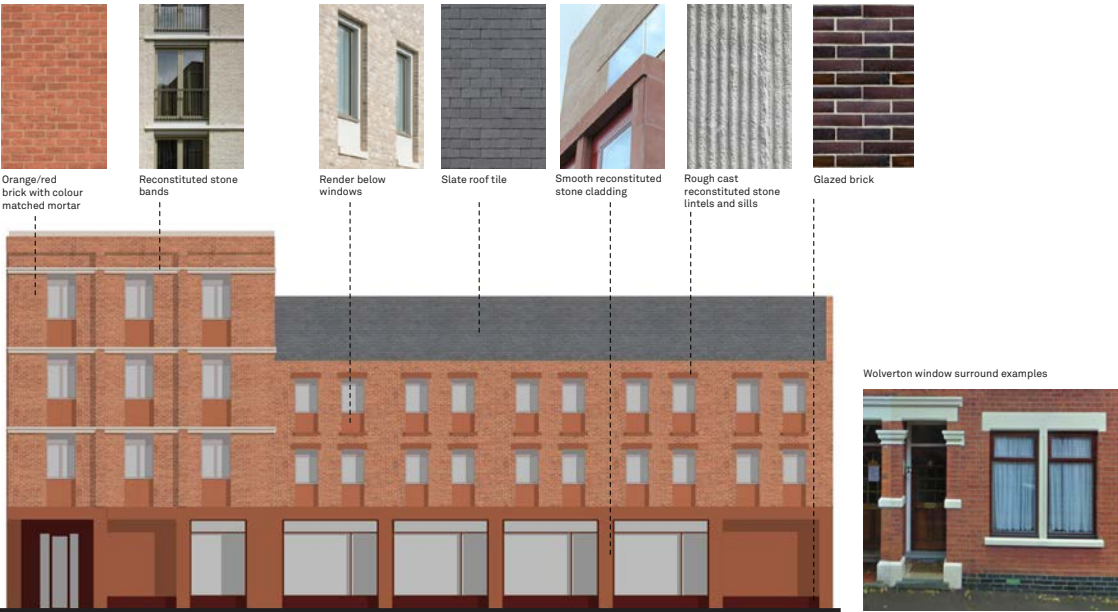 Orange/red
brick with colour
matched mortar
Reconstituted stone
bands
Render below
windows
Slate roof tile
Smooth reconstituted
stone cladding
Rough cast
reconstituted stone
lintels and sills
Glazed brick
Wolverton window surround examples